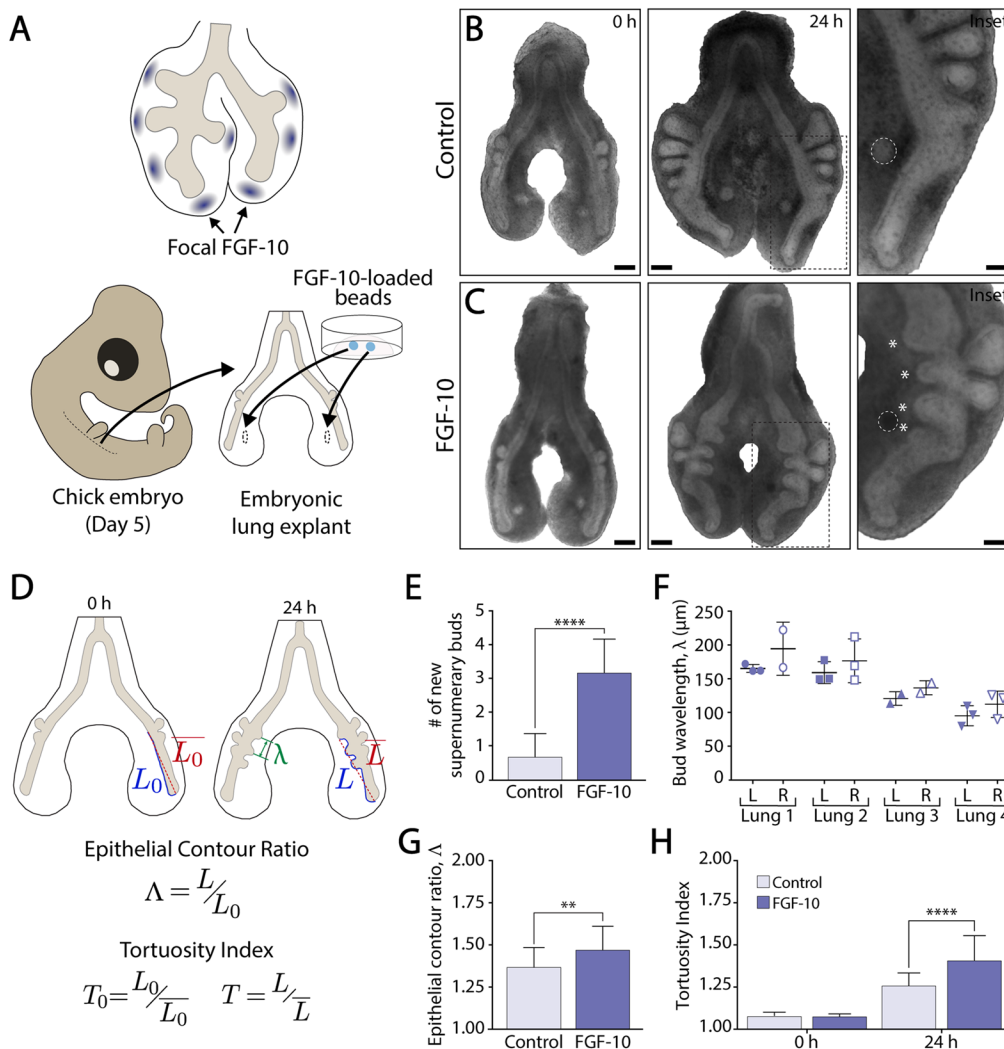 A
Focal FGF-10
FGF-10-loaded
beads
Chick embryo
(Day 5)
Embryonic
lung explant
B
0 h
24 h
Inset
Control
C
Inset
FGF-10
* * * *
D
0 h
24 h
L₀
L̅₀
λ
L
L̅
Epithelial Contour Ratio
Λ = L/L₀
Tortuosity Index
T₀ = L₀/L̅₀ T = L/L̅
E
# of new
supernumerary buds
5
4
3
2
1
0
****
Control
FGF-10
F
Bud wavelength, λ (μm)
250
200
150
100
50
0
L R L R L R L R
Lung 1 Lung 2 Lung 3 Lung 4
G
Epithelial contour ratio, Λ
2.00
1.75
1.50
1.25
1.00
**
Control
FGF-10
H
Tortuosity Index
2.00
1.75
1.50
1.25
1.00
Control
FGF-10
****
0 h
24 h